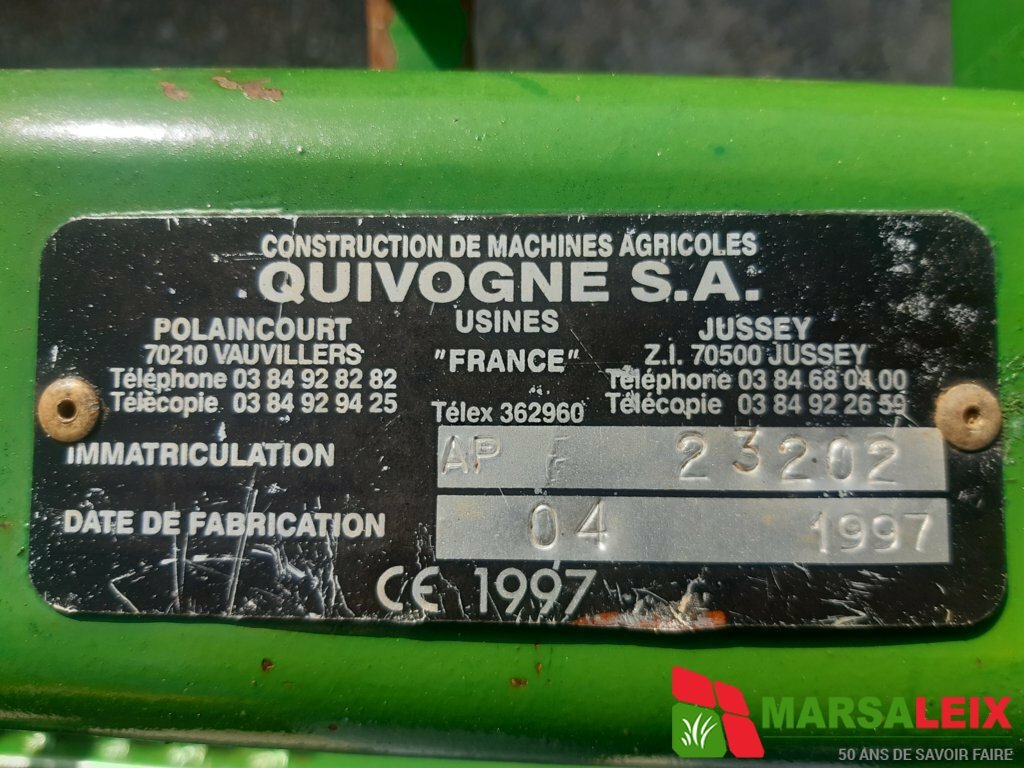 CONSTRUCTION DE MACHINES AGRICOLES
QUIVOGNE S.A.
POLAINCOURT
70210 VAUVILLERS
Téléphone 03 84 92 82 82
Télécopie 03 84 92 94 25
USINES
"FRANCE"
Télex 362960
JUSSEY
Z.I. 70500 JUSSEY
Téléphone 03 84 68 04 00
Télécopie 03 84 92 26 59
IMMATRICULATION AP F 23202
DATE DE FABRICATION 04 1997
CE 1997
MARSALEIX
50 ANS DE SAVOIR FAIRE